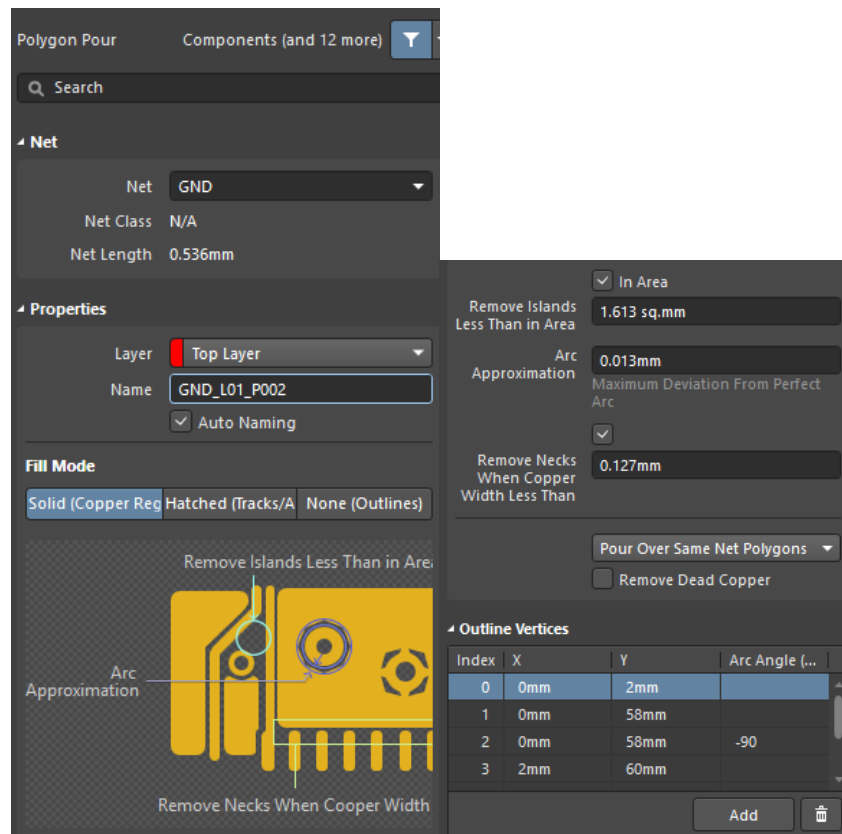 Polygon Pour Components (and 12 more)
Search
Net
Net GND
Net Class N/A
Net Length 0.536mm
Properties
Layer Top Layer
Name GND_L01_P002
Auto Naming
Fill Mode
Solid (Copper Reg Hatched (Tracks/A None (Outlines)
Remove Islands Less Than in Area
Arc
Approximation
Remove Necks When Cooper Width
In Area
Remove Islands
Less Than in Area
1.613 sq.mm
Arc
Approximation
0.013mm
Maximum Deviation From Perfect
Arc
Remove Necks
When Copper
Width Less Than
0.127mm
Pour Over Same Net Polygons
Remove Dead Copper
Outline Vertices
Index X Y Arc Angle (...
0 0mm 2mm
1 0mm 58mm
2 0mm 58mm -90
3 2mm 60mm
Add